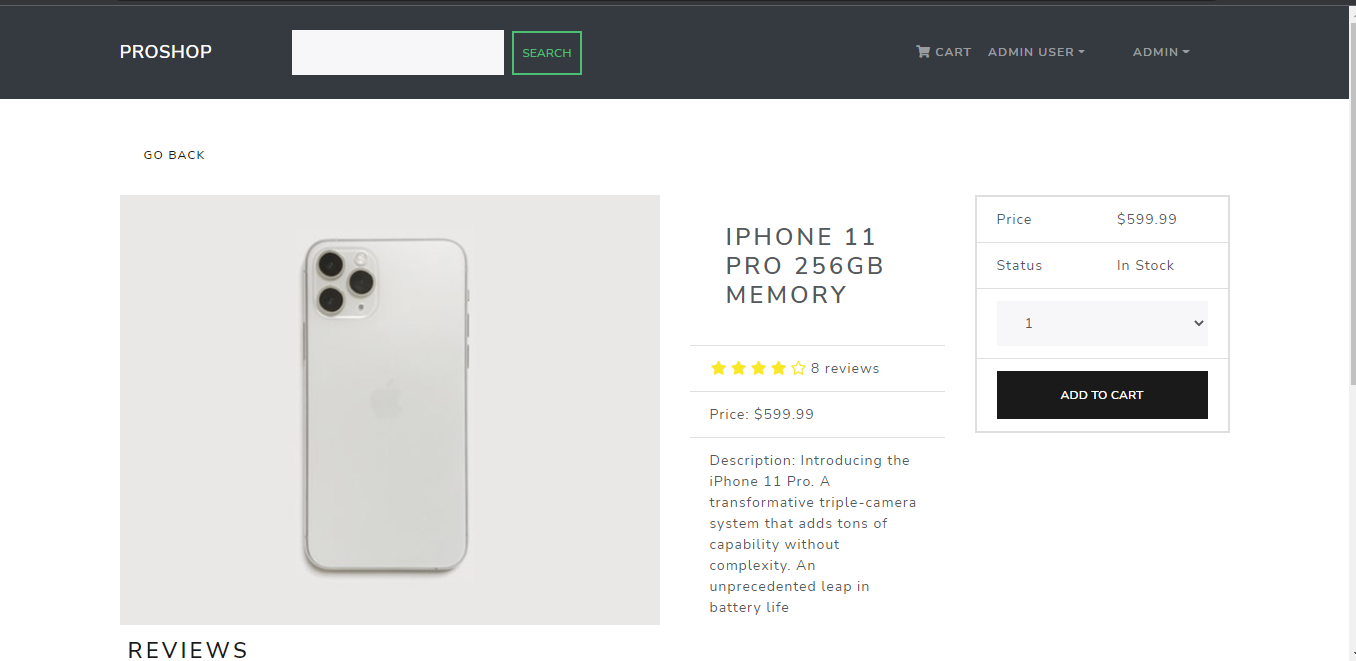 PROSHOP
SEARCH
CART
ADMIN USER
ADMIN
GO BACK
IPHONE 11
PRO 256GB
MEMORY
8 reviews
Price: $599.99
Description: Introducing the
iPhone 11 Pro. A
transformative triple-camera
system that adds tons of
capability without
complexity. An
unprecedented leap in
battery life
Price $599.99
Status In Stock
1
ADD TO CART
REVIEWS